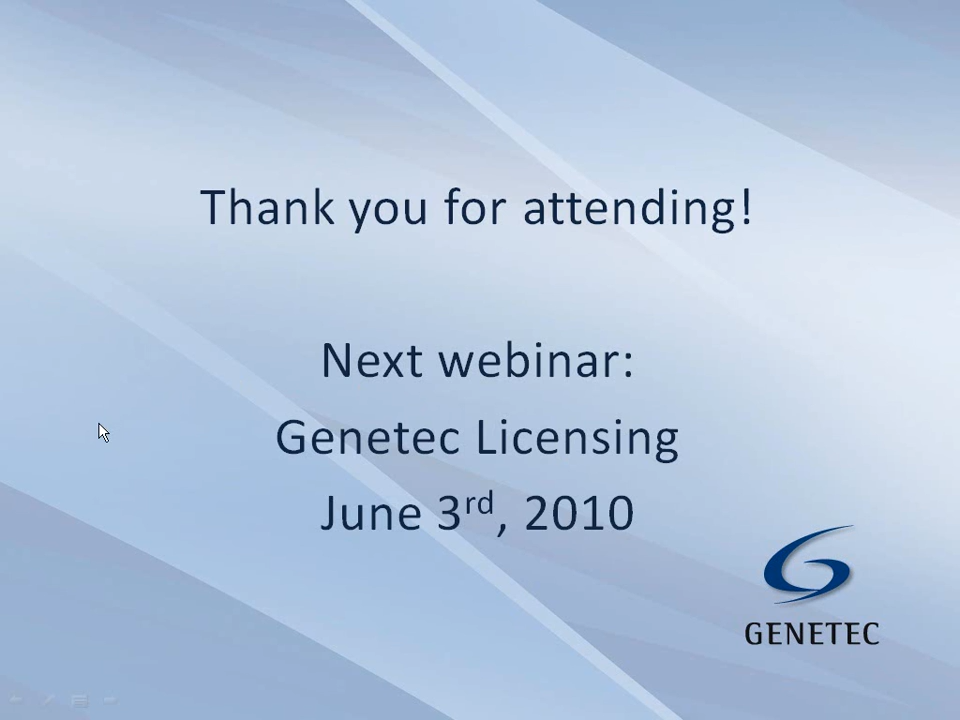 Thank you for attending!
Next webinar:
Genetec Licensing
June 3rd, 2010
GENETEC